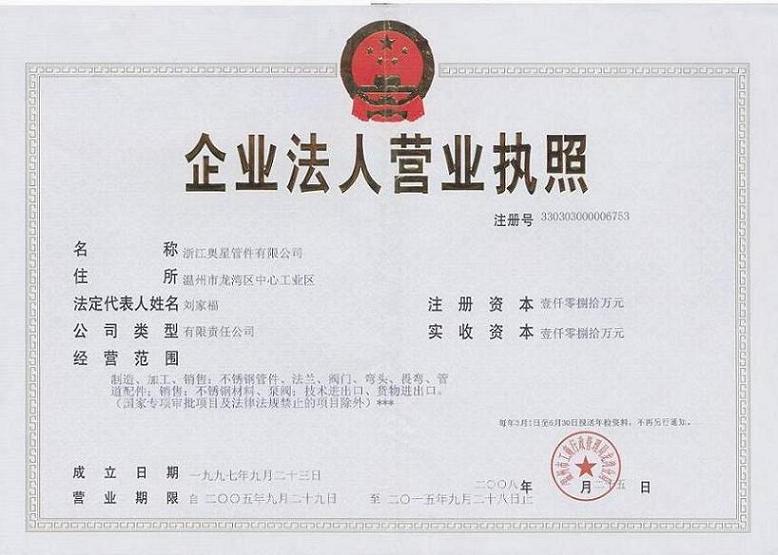 企业法人营业执照
注册号 330303000006753
名称 浙江奥星管件有限公司
住所 温州市龙湾区中心工业区
法定代表人姓名 刘家福
注册资本 壹仟零捌拾万元
公司类型 有限责任公司
实收资本 壹仟零捌拾万元
经营范围
制造、加工、销售:不锈钢管件、法兰、阀门、弯头、畏弯、管
道配件;销售:不锈钢材料、泵阀;技术进出口、货物进出口。
(国家专项审批项目及法律法规禁止的项目除外)***
每年3月1日至6月30日报送年检资料,不再另行通知。
成立日期 一九九七年九月二十三日
二〇〇八年 月 五日
营业期限 自二〇〇五年九月二十九日 至二〇一五年九月二十八日止